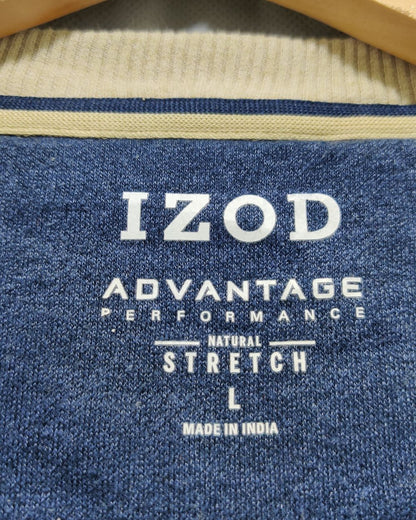 IZOD
ADVANTAGE
PERFORMANCE
NATURAL
STRETCH
L
MADE IN INDIA